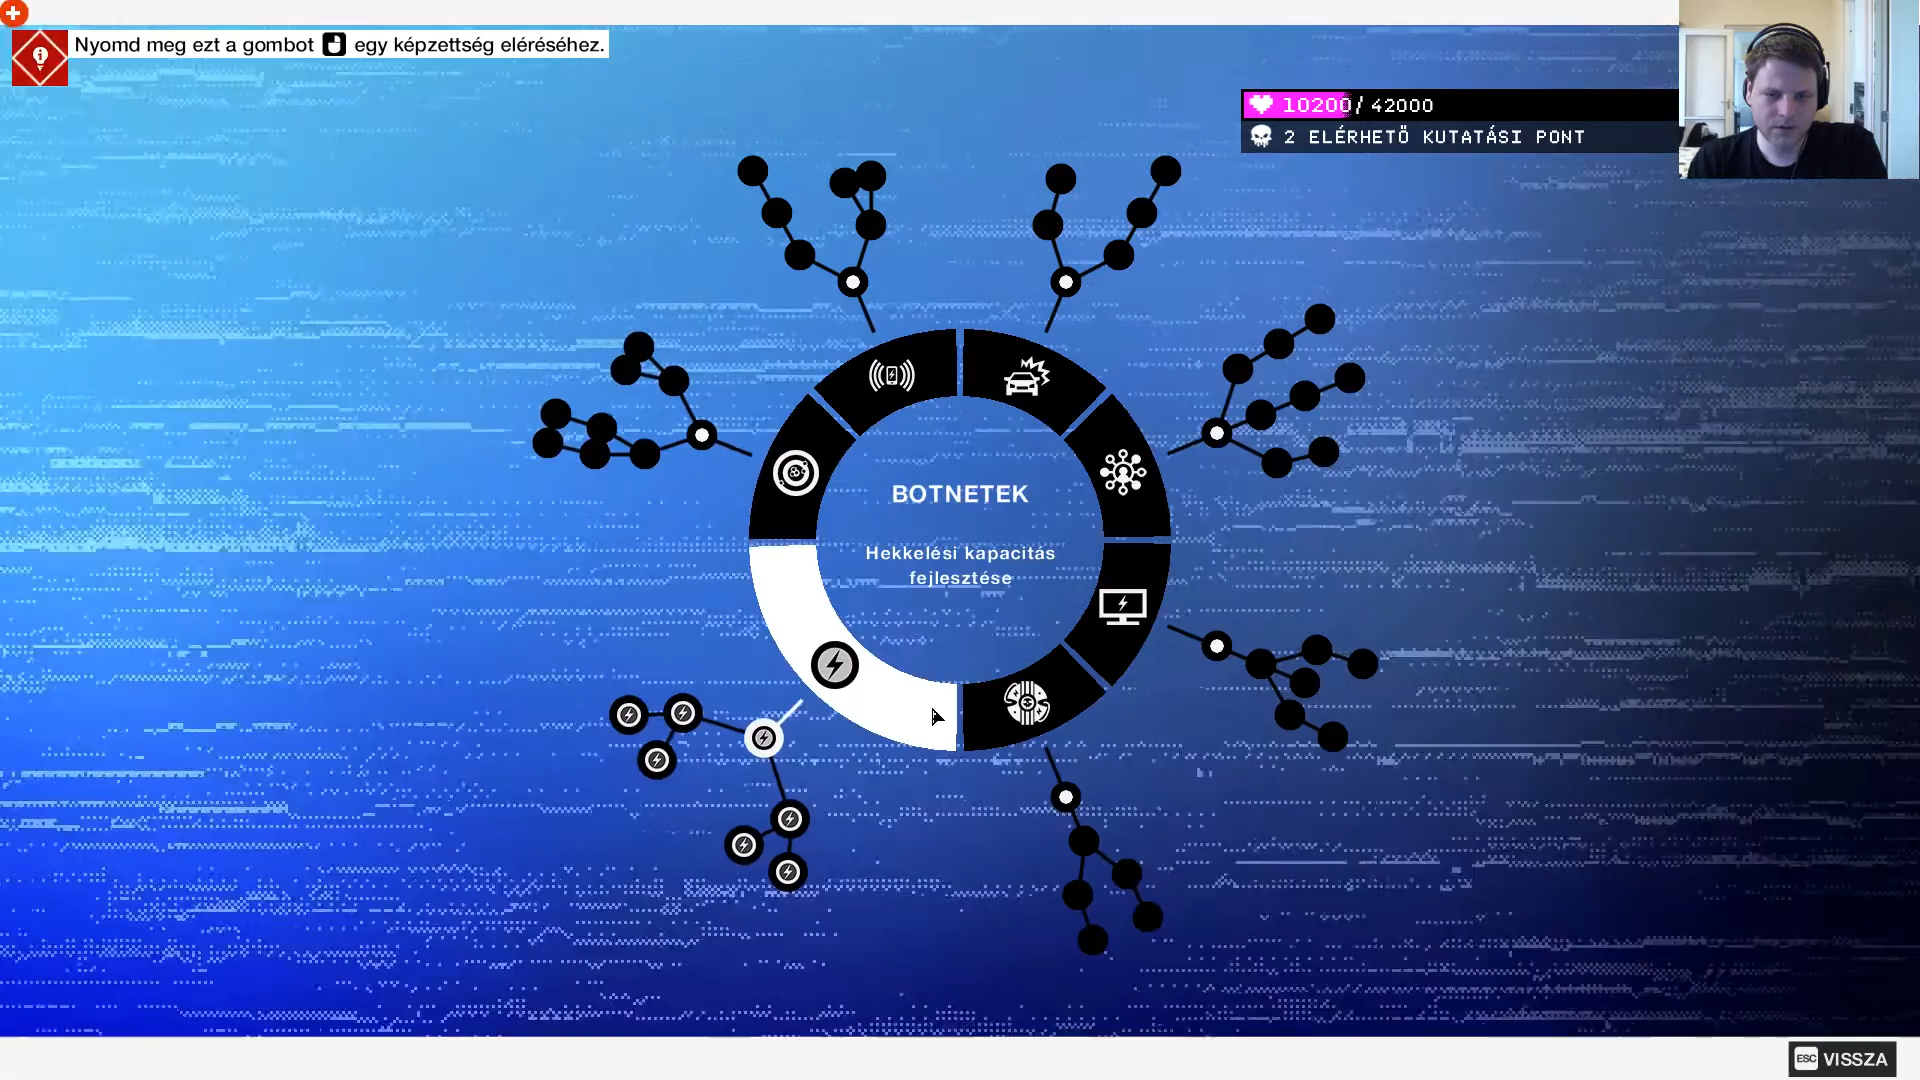 Nyomd meg ezt a gombot egy képzettség eléréséhez.
10200/ 42000
2 ELÉRHETŐ KUTATÁSI PONT
BOTNETEK
Hekkelési kapacitás
fejlesztése
ESC VISSZA